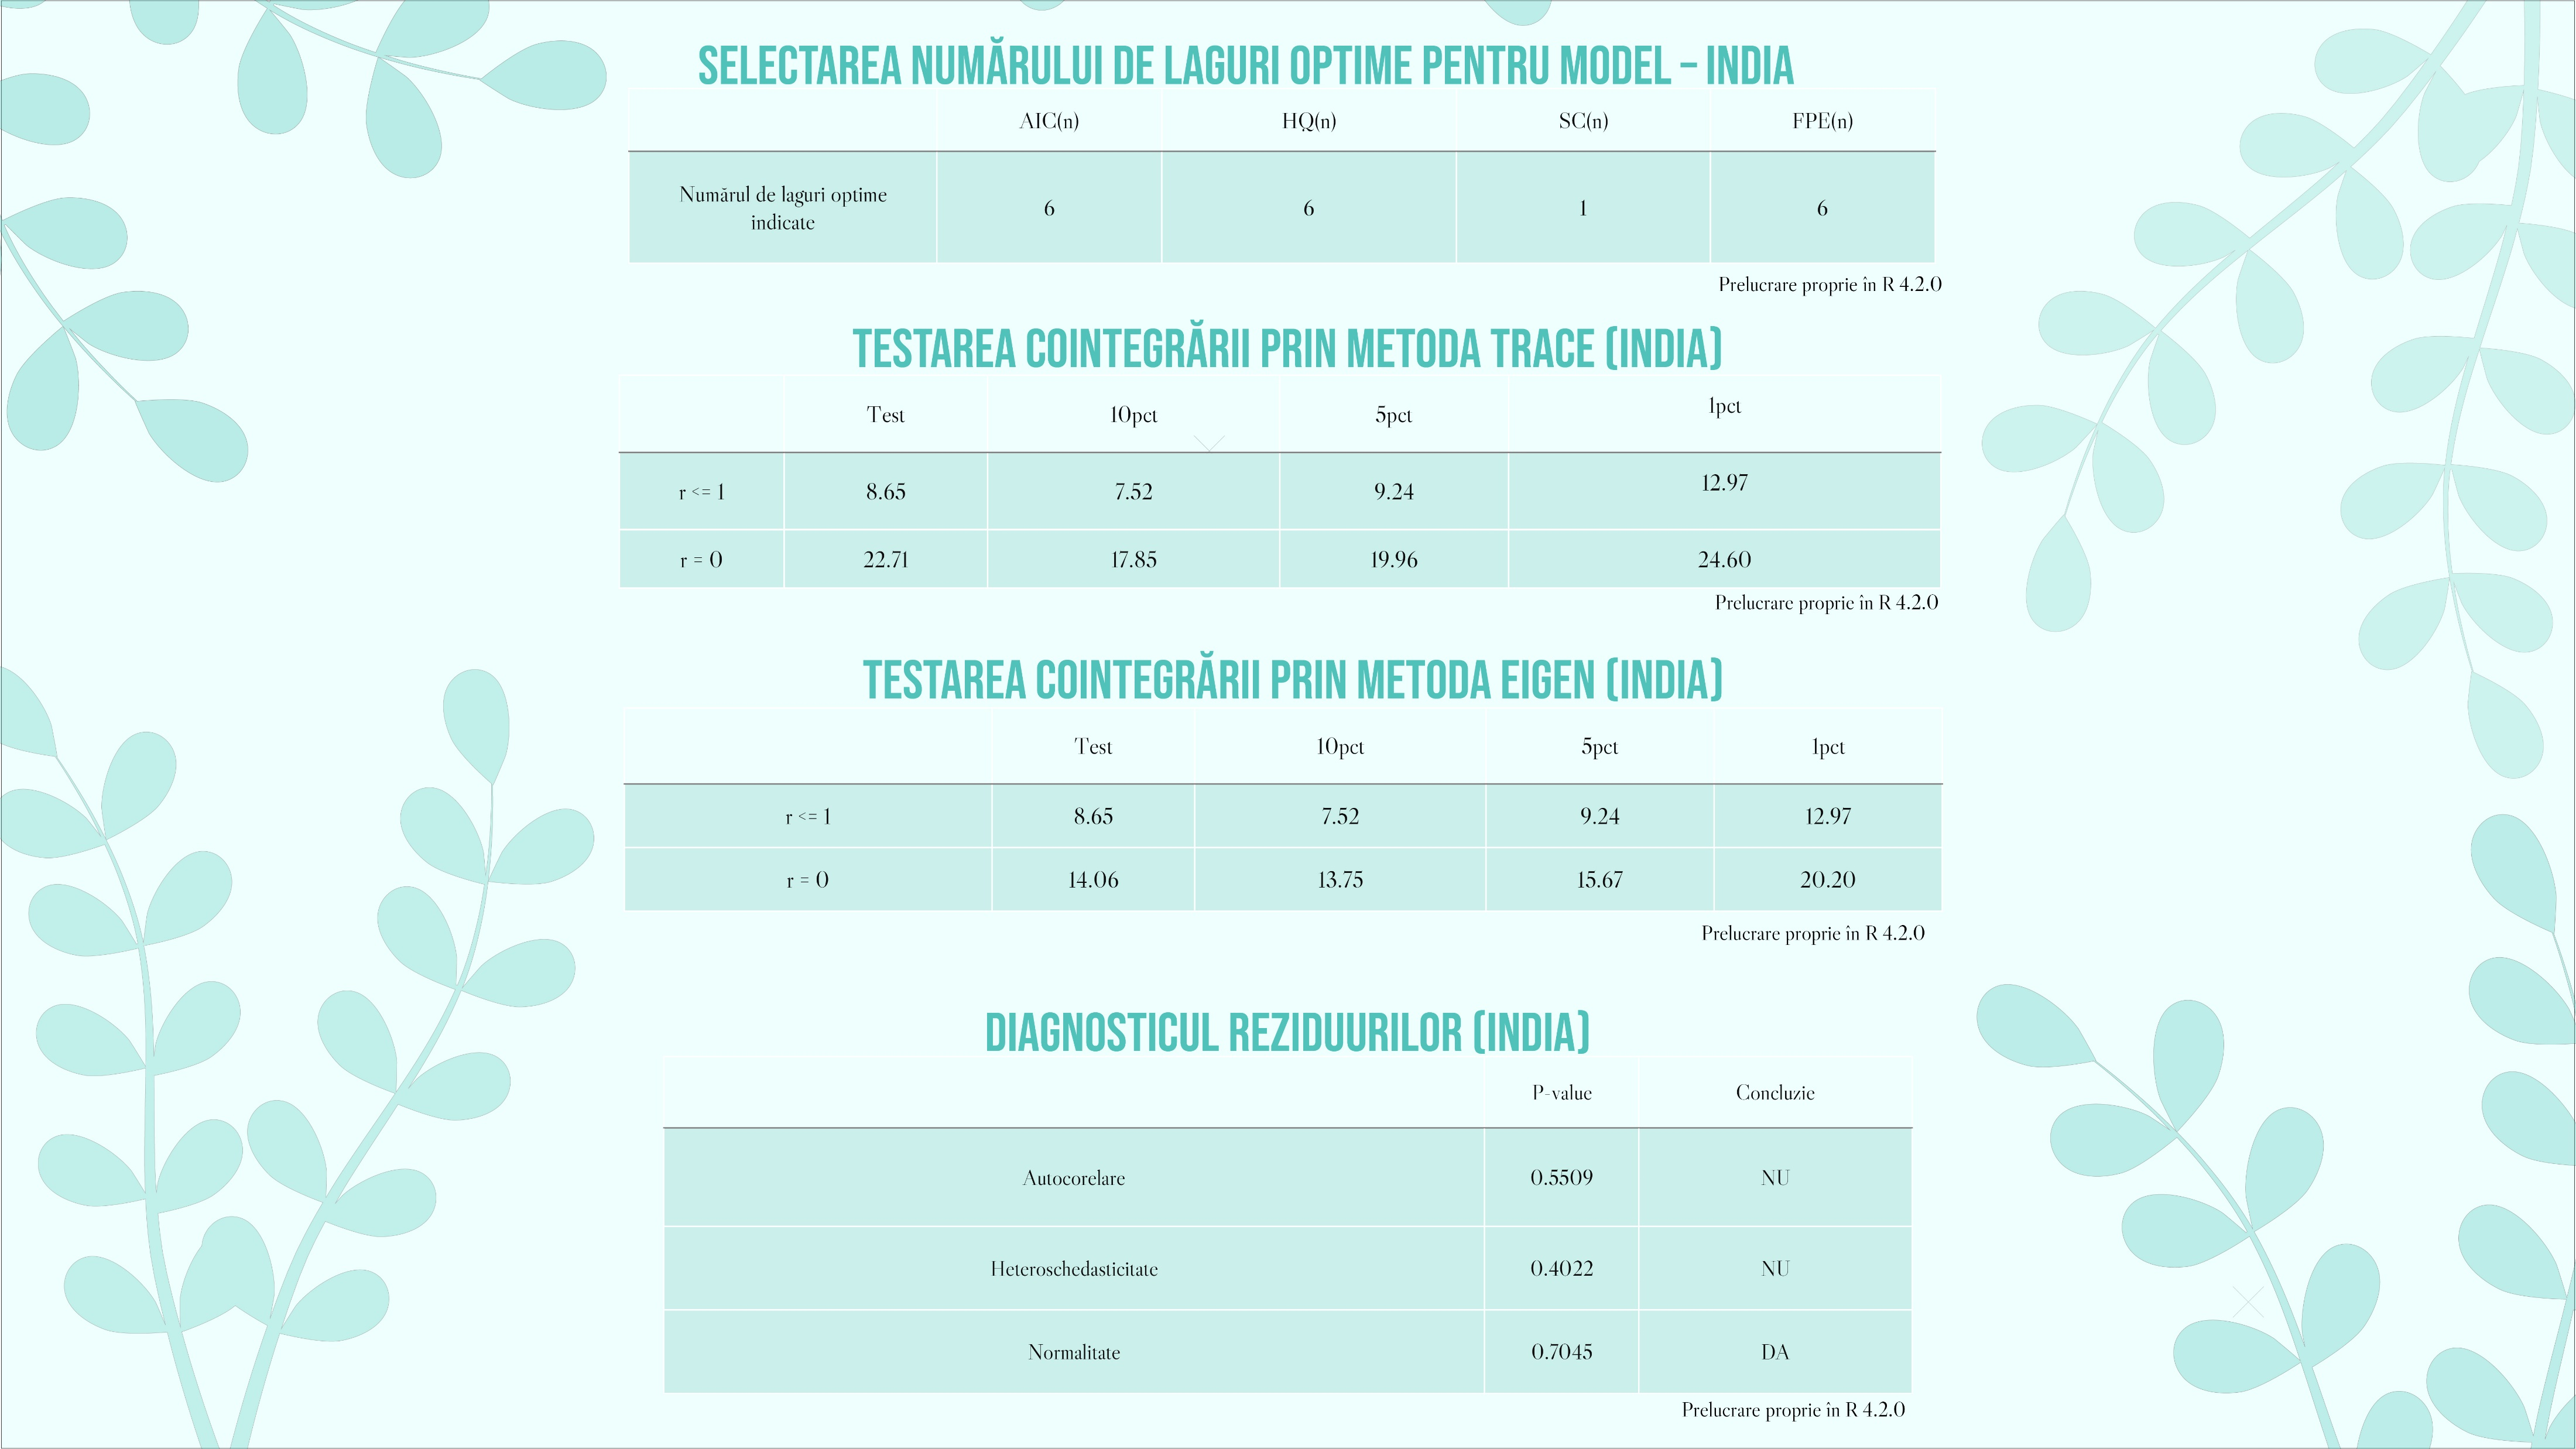 SELECTAREA NUMĂRULUI DE LAGURI OPTIME PENTRU MODEL – INDIA
AIC(n) HQ(n) SC(n) FPE(n)
Numărul de laguri optime
indicate 6 6 1 6
Prelucrare proprie în R 4.2.0
TESTAREA COINTEGRĂRII PRIN METODA TRACE (INDIA)
Test 10pct 5pct 1pct
r <= 1 8.65 7.52 9.24 12.97
r = 0 22.71 17.85 19.96 24.60
Prelucrare proprie în R 4.2.0
TESTAREA COINTEGRĂRII PRIN METODA EIGEN (INDIA)
Test 10pct 5pct 1pct
r <= 1 8.65 7.52 9.24 12.97
r = 0 14.06 13.75 15.67 20.20
Prelucrare proprie în R 4.2.0
DIAGNOSTICUL REZIDUURILOR (INDIA)
P-value Concluzie
Autocorelare 0.5509 NU
Heteroschedasticitate 0.4022 NU
Normalitate 0.7045 DA
Prelucrare proprie în R 4.2.0